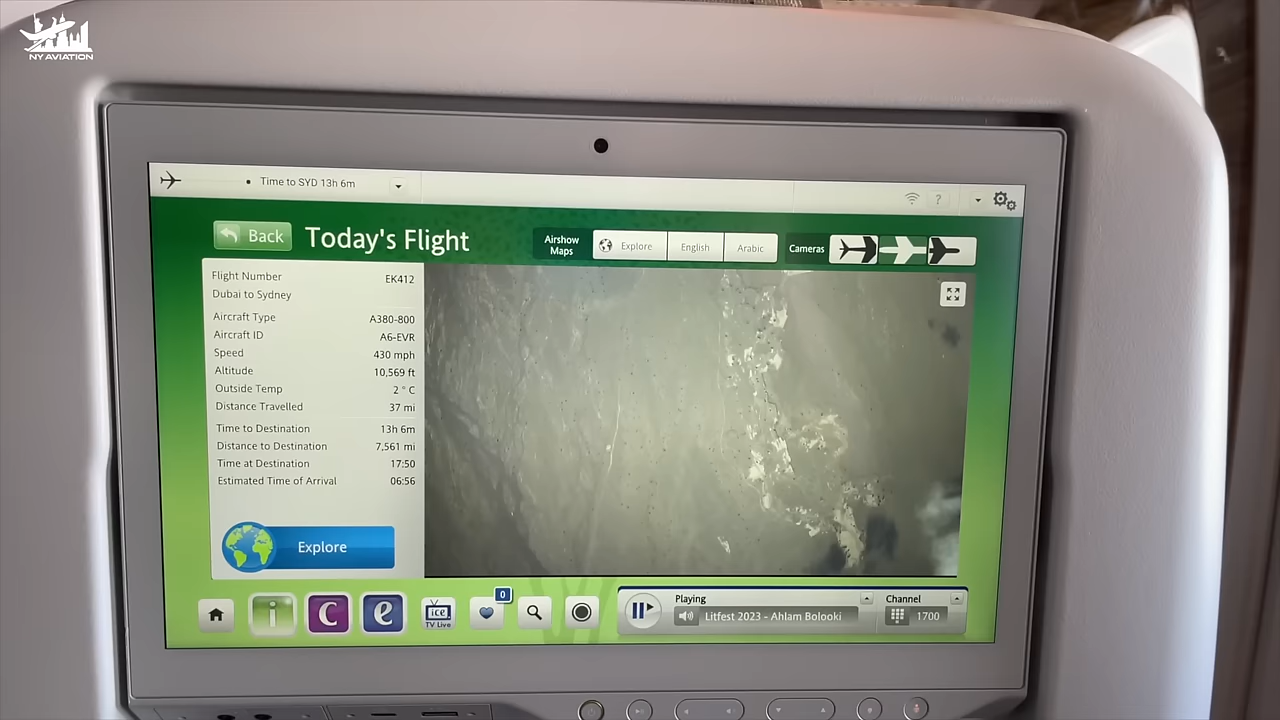 NY AVIATION
Time to SYD 13h 6m
?
Back
Today's Flight
Airshow
Maps
Explore
English
Arabic
Cameras
Flight Number EK412
Dubai to Sydney
Aircraft Type A380-800
Aircraft ID A6-EVR
Speed 430 mph
Altitude 10,569 ft
Outside Temp 2 ° C
Distance Travelled 37 mi
Time to Destination 13h 6m
Distance to Destination 7,561 mi
Time at Destination 17:50
Estimated Time of Arrival 06:56
Explore
i
C
e
ice
TV Live
0
Playing
Litfest 2023 - Ahlam Bolooki
Channel
1700